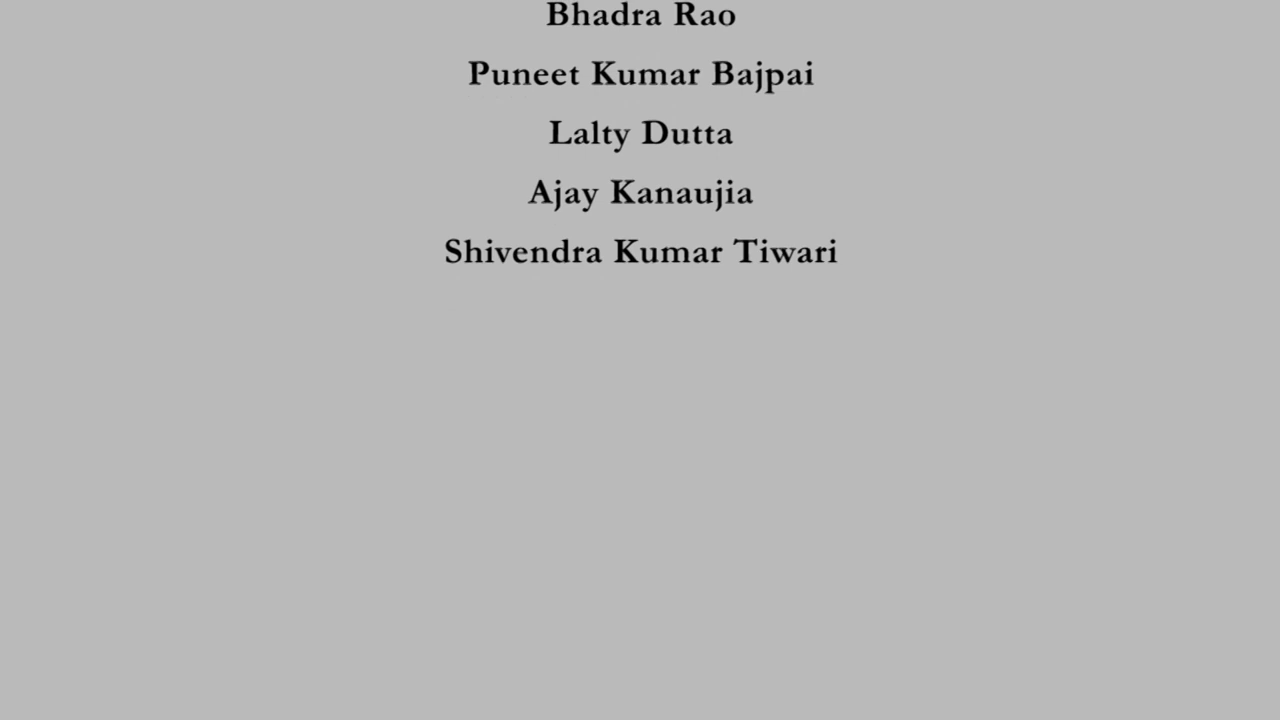 Bhadra Rao
Puneet Kumar Bajpai
Lalty Dutta
Ajay Kanaujia
Shivendra Kumar Tiwari